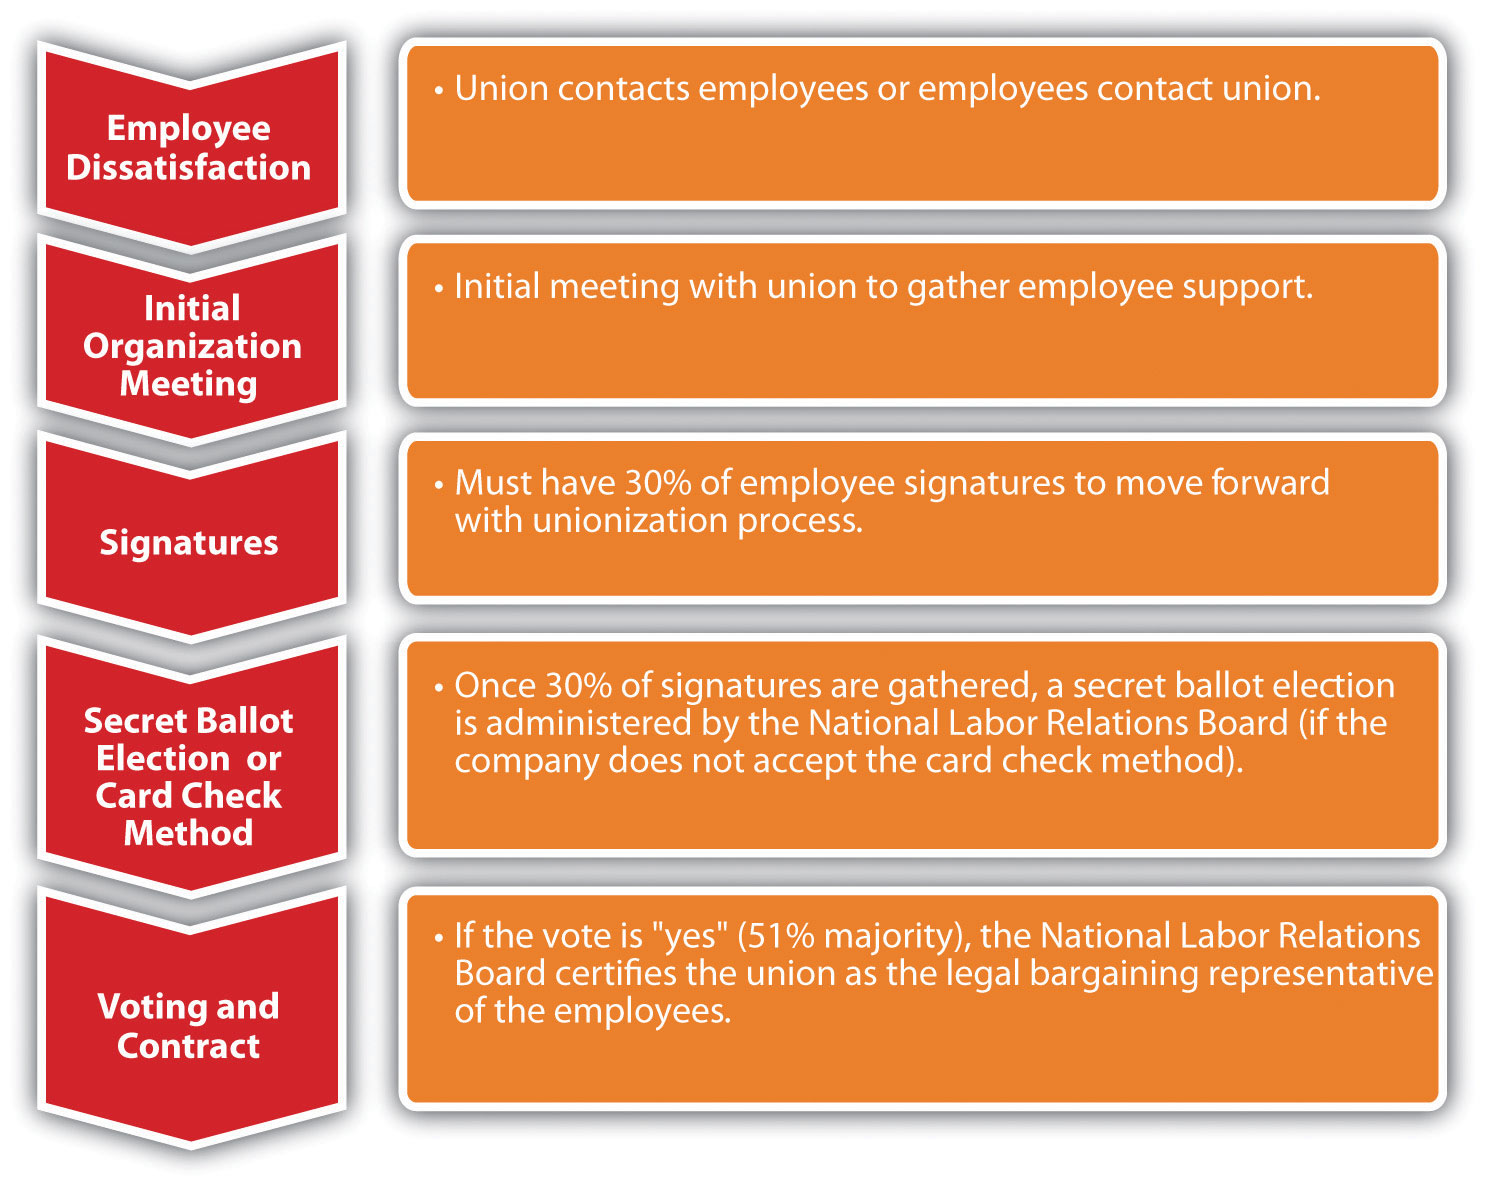 Employee
Dissatisfaction
• Union contacts employees or employees contact union.
Initial
Organization
Meeting
• Initial meeting with union to gather employee support.
Signatures
• Must have 30% of employee signatures to move forward
with unionization process.
Secret Ballot
Election or
Card Check
Method
• Once 30% of signatures are gathered, a secret ballot election
is administered by the National Labor Relations Board (if the
company does not accept the card check method).
Voting and
Contract
• If the vote is "yes" (51% majority), the National Labor Relations
Board certifies the union as the legal bargaining representative
of the employees.